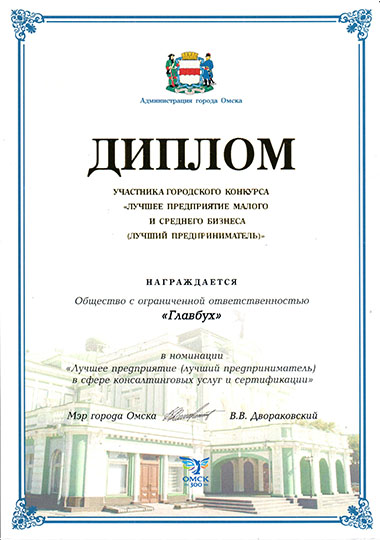 Администрация города Омска
ДИПЛОМ
УЧАСТНИКА ГОРОДСКОГО КОНКУРСА
«ЛУЧШЕЕ ПРЕДПРИЯТИЕ МАЛОГО
И СРЕДНЕГО БИЗНЕСА
(ЛУЧШИЙ ПРЕДПРИНИМАТЕЛЬ)»
НАГРАЖДАЕТСЯ
Общество с ограниченной ответственностью
«Главбух»
в номинации
«Лучшее предприятие (лучший предприниматель)
в сфере консалтинговых услуг и сертификации»
Мэр города Омска В.В. Двораковский
ОМСК
300